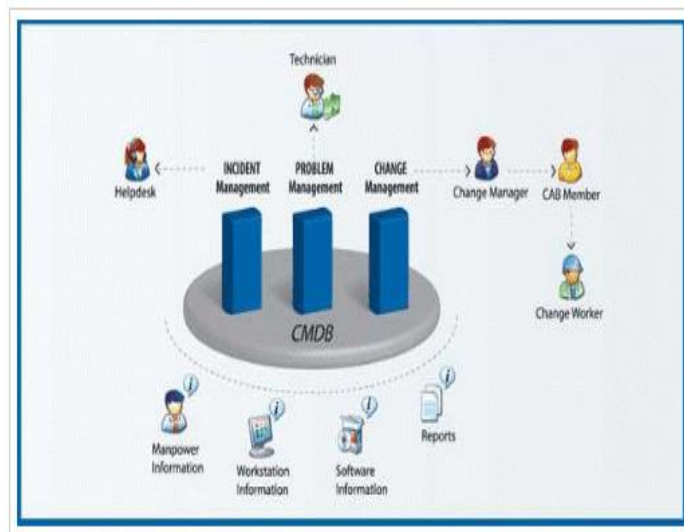 Technician
Helpdesk
INCIDENT
Management
PROBLEM
Management
CHANGE
Management
Change Manager
CAB Member
Change Worker
CMDB
Manpower
Information
Workstation
Information
Software
Information
Reports